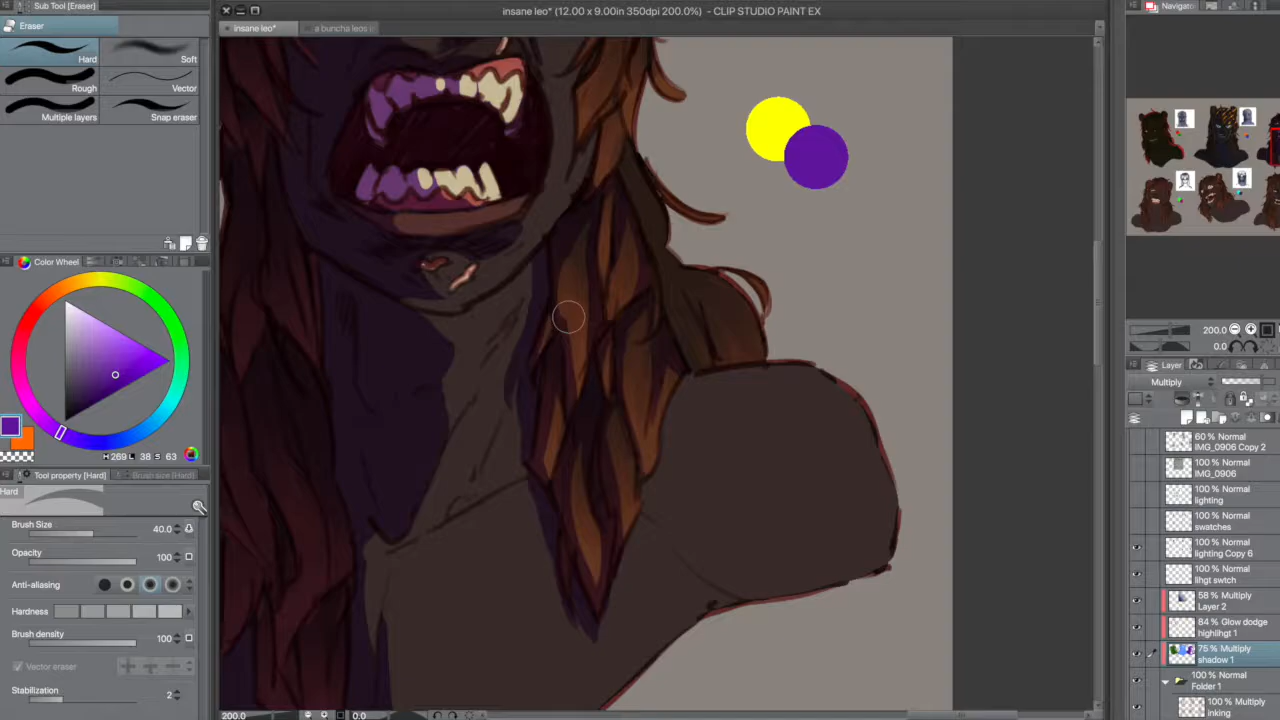 Sub Tool [Eraser]
insane leo* (12.00 x 9.00in 350dpi 200.0%) - CLIP STUDIO PAINT EX
Navigator
Eraser
insane leo*
a buncha leos
Hard
Soft
Rough
Vector
Multiple layers
Snap eraser
Color Wheel
H 269 L 38 S 63
Tool property [Hard]
Brush size [Hard]
Hard
Brush Size
40.0
Opacity
100
Anti-aliasing
Hardness
Brush density
100
Vector eraser
Stabilization
2
200.0
0.0
200.0
0.0
Layer
Multiply
60 % Normal
IMG_0906 Copy 2
100 % Normal
IMG_0906
100 % Normal
lighting
100 % Normal
swatches
100 % Normal
lighting Copy 6
100 % Normal
lihgt swtch
58 % Multiply
Layer 2
84 % Glow dodge
highlihgt 1
75 % Multiply
shadow 1
100 % Normal
Folder 1
100 % Multiply
inking